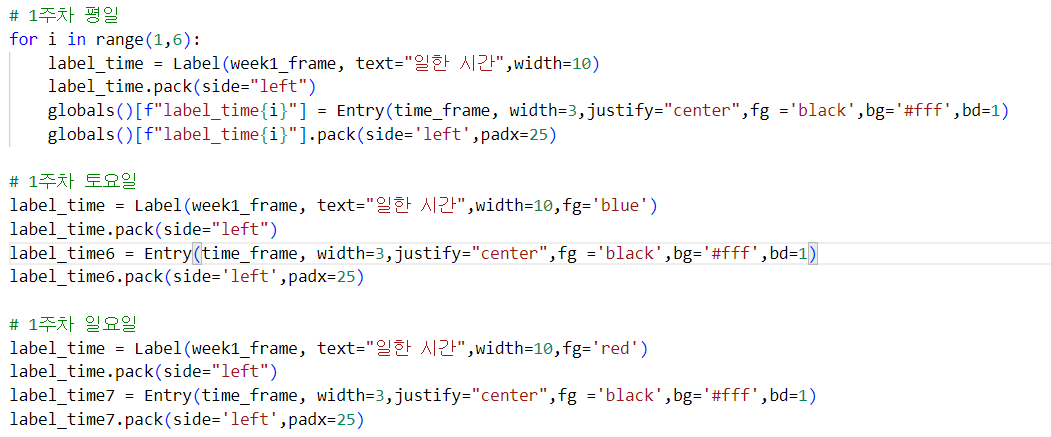 # 1주차 평일
for i in range(1,6):
    label_time = Label(week1_frame, text="일한 시간",width=10)
    label_time.pack(side="left")
    globals()[f"label_time{i}"] = Entry(time_frame, width=3,justify="center",fg ='black',bg='#fff',bd=1)
    globals()[f"label_time{i}"].pack(side='left',padx=25)

# 1주차 토요일
label_time = Label(week1_frame, text="일한 시간",width=10,fg='blue')
label_time.pack(side="left")
label_time6 = Entry(time_frame, width=3,justify="center",fg ='black',bg='#fff',bd=1)
label_time6.pack(side='left',padx=25)

# 1주차 일요일
label_time = Label(week1_frame, text="일한 시간",width=10,fg='red')
label_time.pack(side="left")
label_time7 = Entry(time_frame, width=3,justify="center",fg ='black',bg='#fff',bd=1)
label_time7.pack(side='left',padx=25)